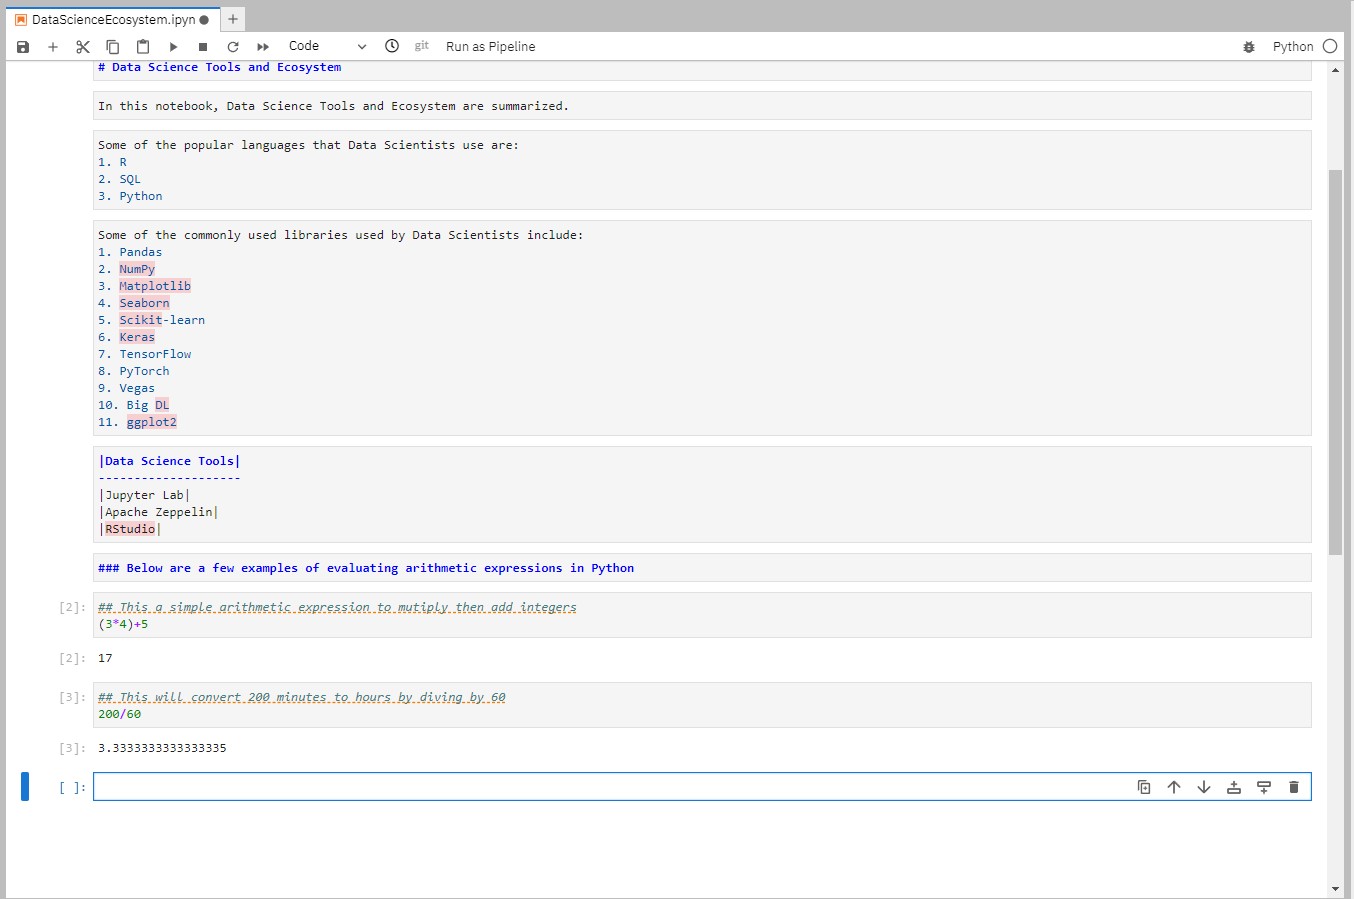 DataScienceEcosystem.ipyn
Code
git
Run as Pipeline
Python
# Data Science Tools and Ecosystem
In this notebook, Data Science Tools and Ecosystem are summarized.
Some of the popular languages that Data Scientists use are:
1. R
2. SQL
3. Python
Some of the commonly used libraries used by Data Scientists include:
1. Pandas
2. NumPy
3. Matplotlib
4. Seaborn
5. Scikit-learn
6. Keras
7. TensorFlow
8. PyTorch
9. Vegas
10. Big DL
11. ggplot2
|Data Science Tools|
--------------------
|Jupyter Lab|
|Apache Zeppelin|
|RStudio|
### Below are a few examples of evaluating arithmetic expressions in Python
[2]: ## This a simple arithmetic expression to mutiply then add integers
(3*4)+5
[2]: 17
[3]: ## This will convert 200 minutes to hours by diving by 60
200/60
[3]: 3.3333333333333335
[ ]: